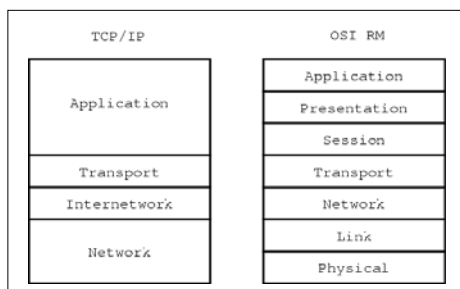 TCP/IP
Application
Transport
Internetwork
Network
OSI RM
Application
Presentation
Session
Transport
Network
Link
Physical